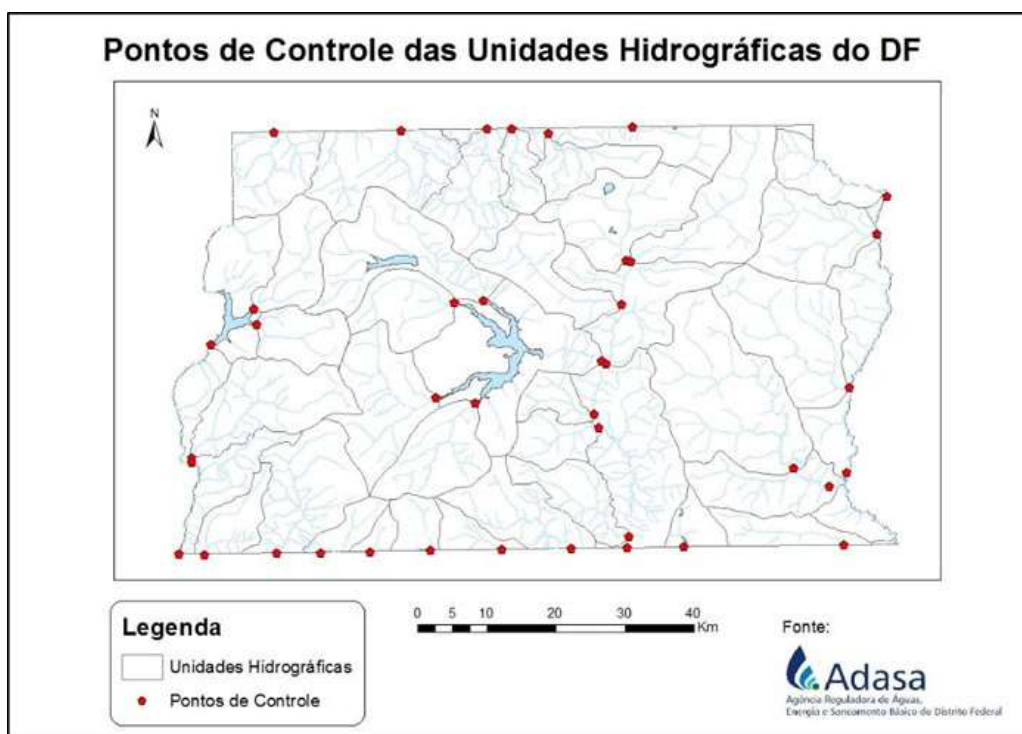 Pontos de Controle das Unidades Hidrográficas do DF
N
Legenda
Unidades Hidrográficas
Pontos de Controle
0 5 10 20 30 40
Km
Fonte:
Adasa
Agência Reguladora de Águas,
Energia e Saneamento Básico do Distrito Federal